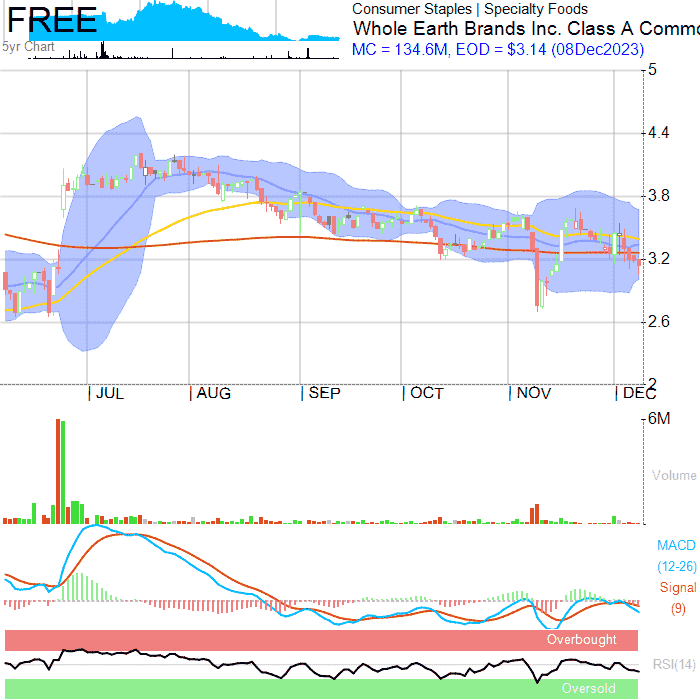 FREE
5yr Chart
Consumer Staples | Specialty Foods
Whole Earth Brands Inc. Class A Commo
MC = 134.6M, EOD = $3.14 (08Dec2023)
5
4.4
3.8
3.2
2.6
2
JUL AUG SEP OCT NOV DEC
6M
Volume
MACD
(12-26)
Signal
(9)
Overbought
RSI(14)
Oversold